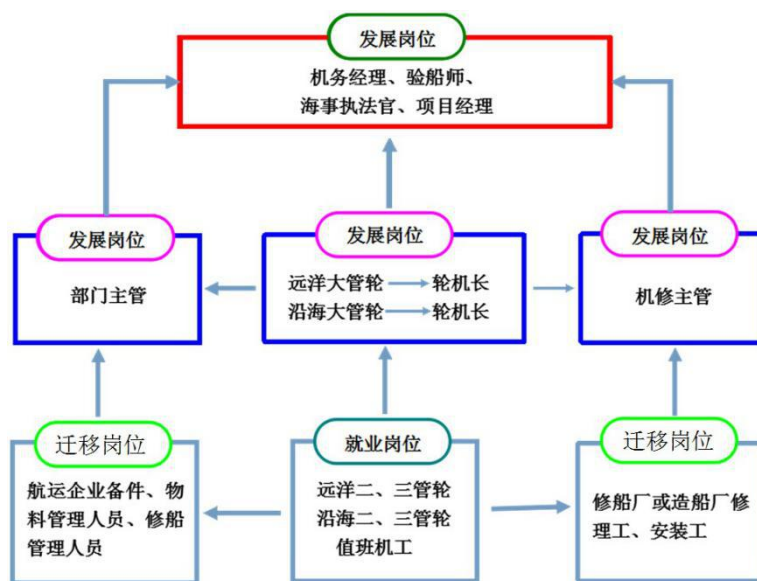 发展岗位
机务经理、验船师、
海事执法官、项目经理
发展岗位
部门主管
发展岗位
远洋大管轮 轮机长
沿海大管轮 轮机长
发展岗位
机修主管
迁移岗位
航运企业备件、物
料管理人员、修船
管理人员
就业岗位
远洋二、三管轮
沿海二、三管轮
值班机工
迁移岗位
修船厂或造船厂修
理工、安装工